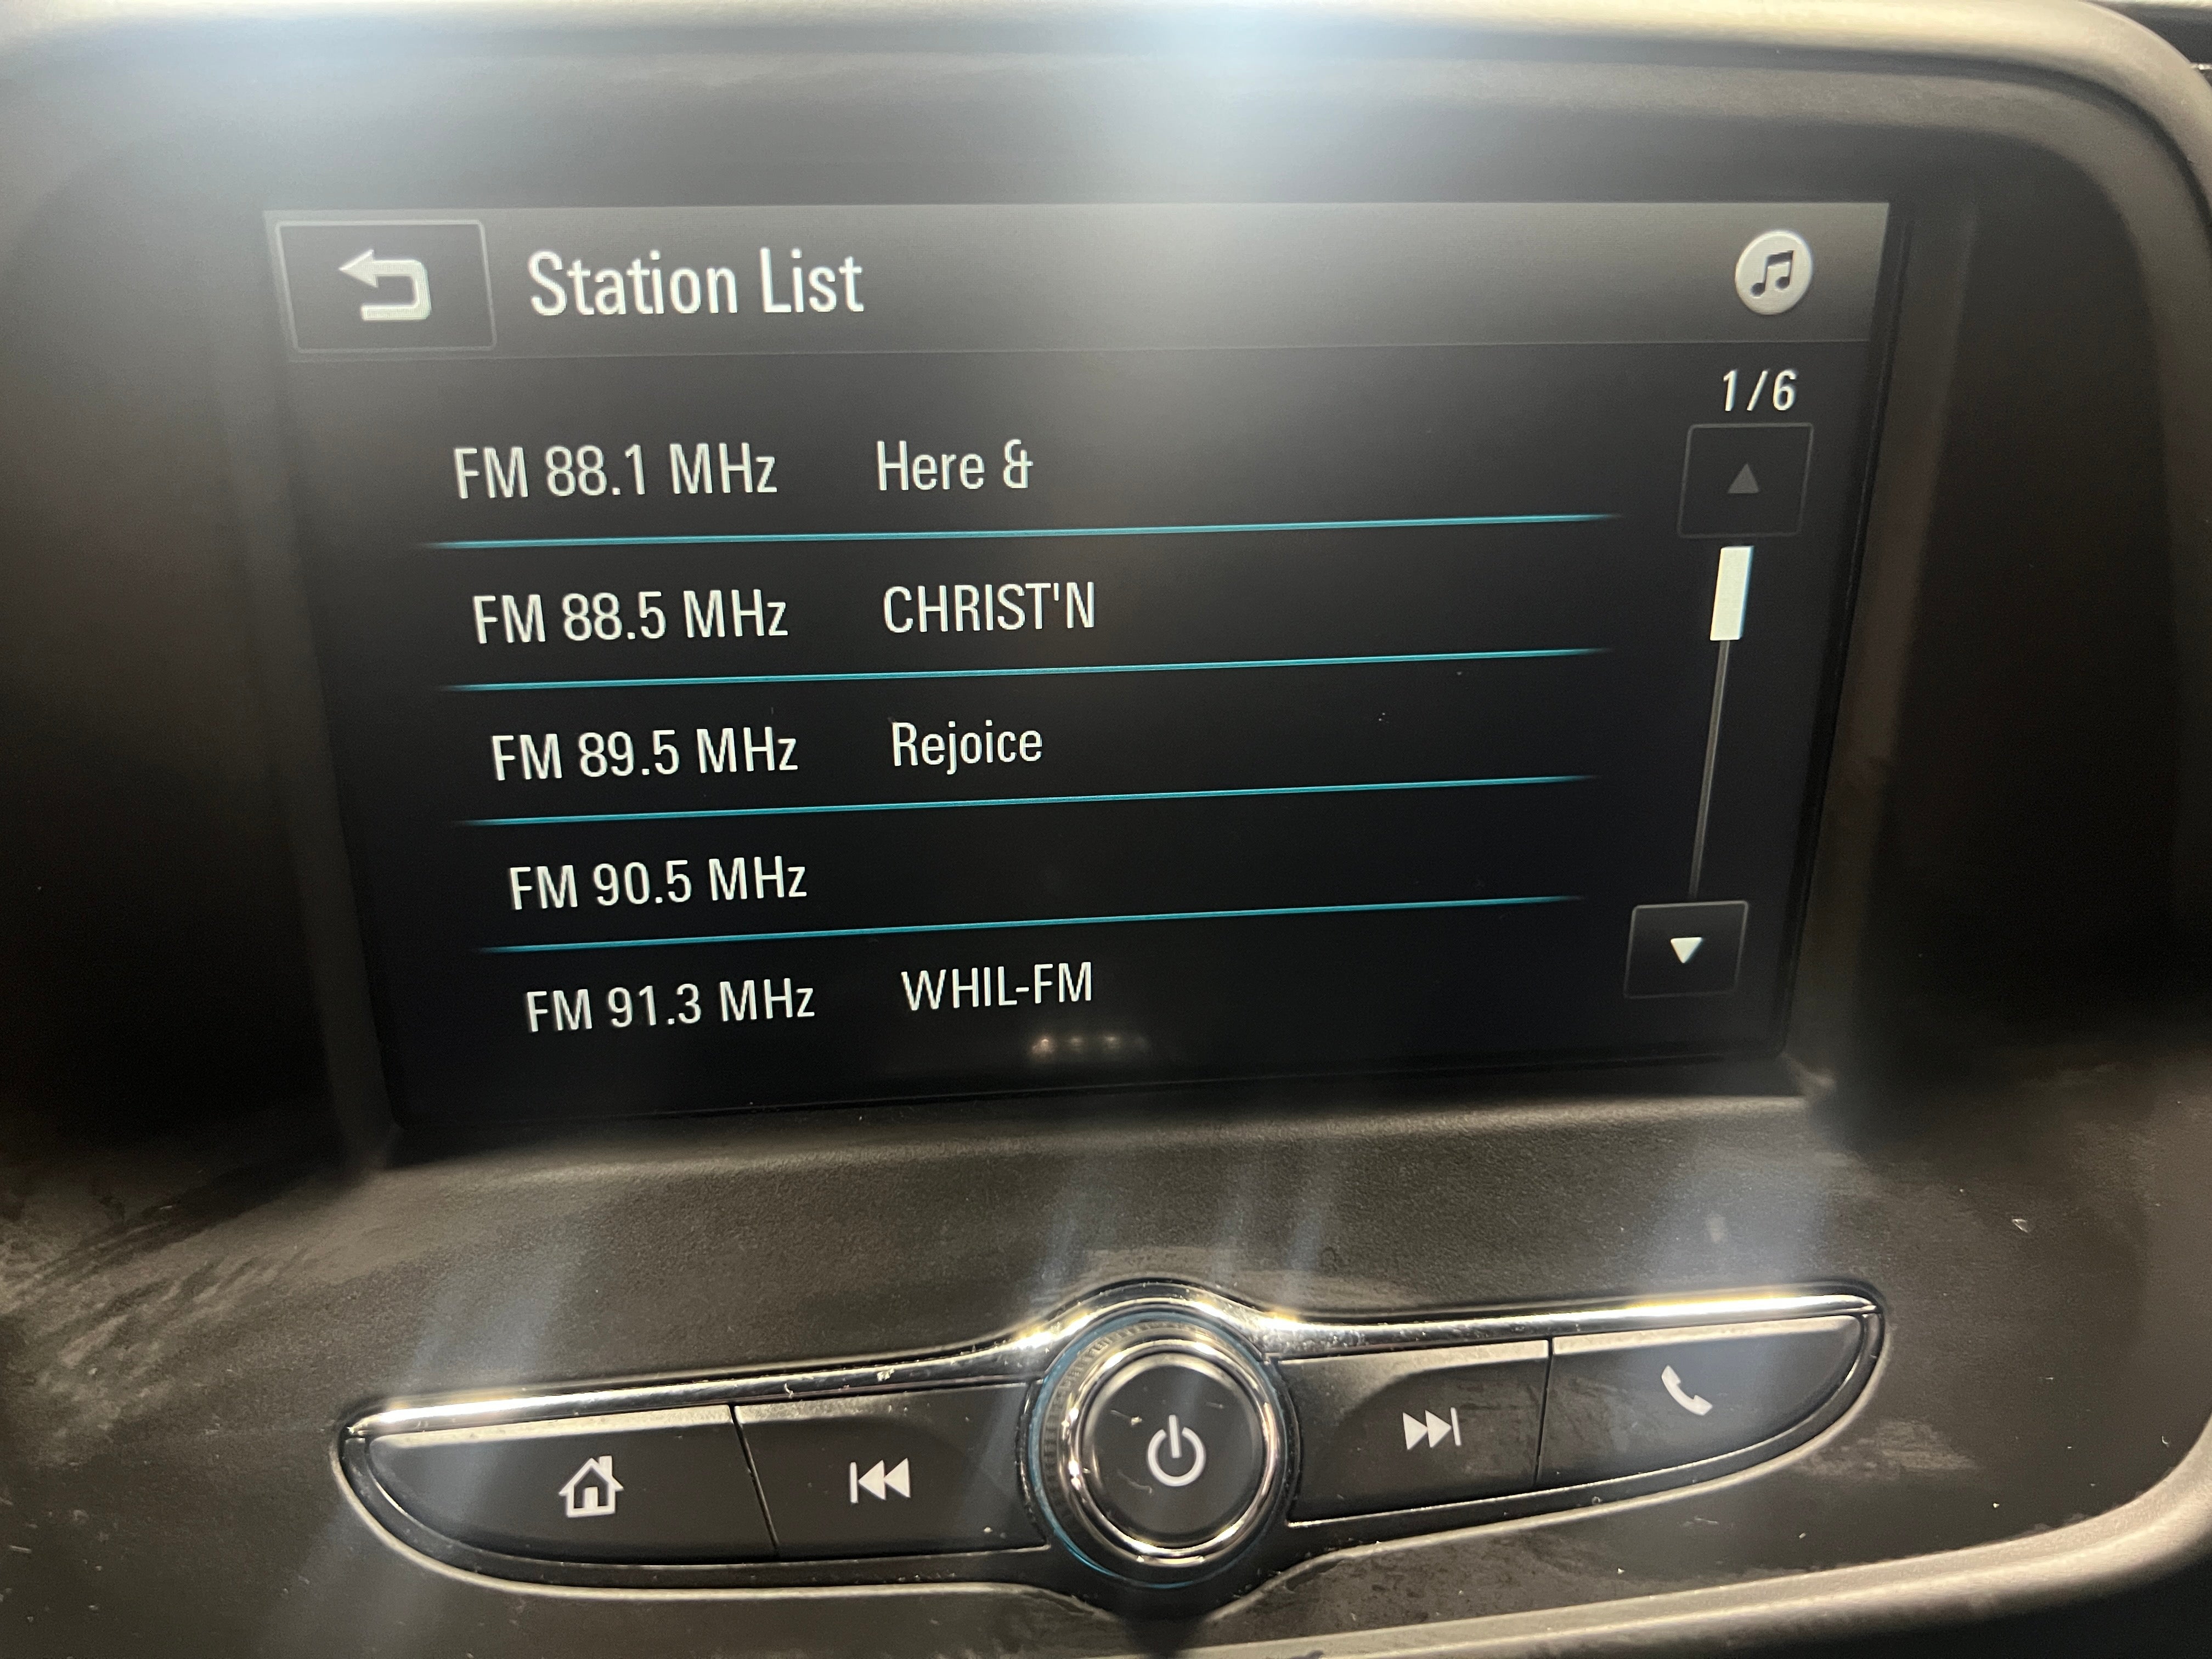 Station List
1/6
FM 88.1 MHz Here &
FM 88.5 MHz CHRIST'N
FM 89.5 MHz Rejoice
FM 90.5 MHz
FM 91.3 MHz WHIL-FM